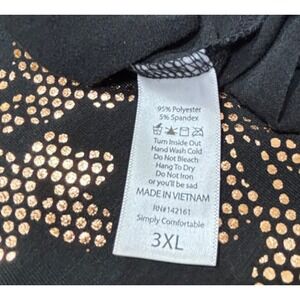 95% Polyester
5% Spandex
Turn Inside Out
Hand Wash Cold
Do Not Bleach
Hang To Dry
Do Not Iron
or you'll be sad
MADE IN VIETNAM
RN#142161
Simply Comfortable
3XL